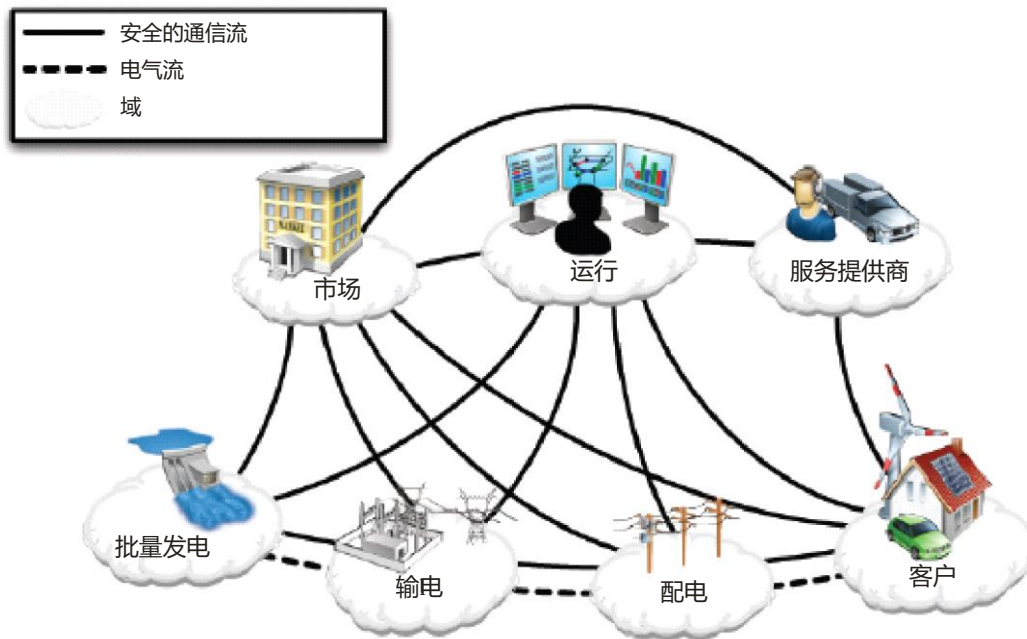 安全的通信流
电气流
域
市场
运行
服务提供商
批量发电
输电
配电
客户